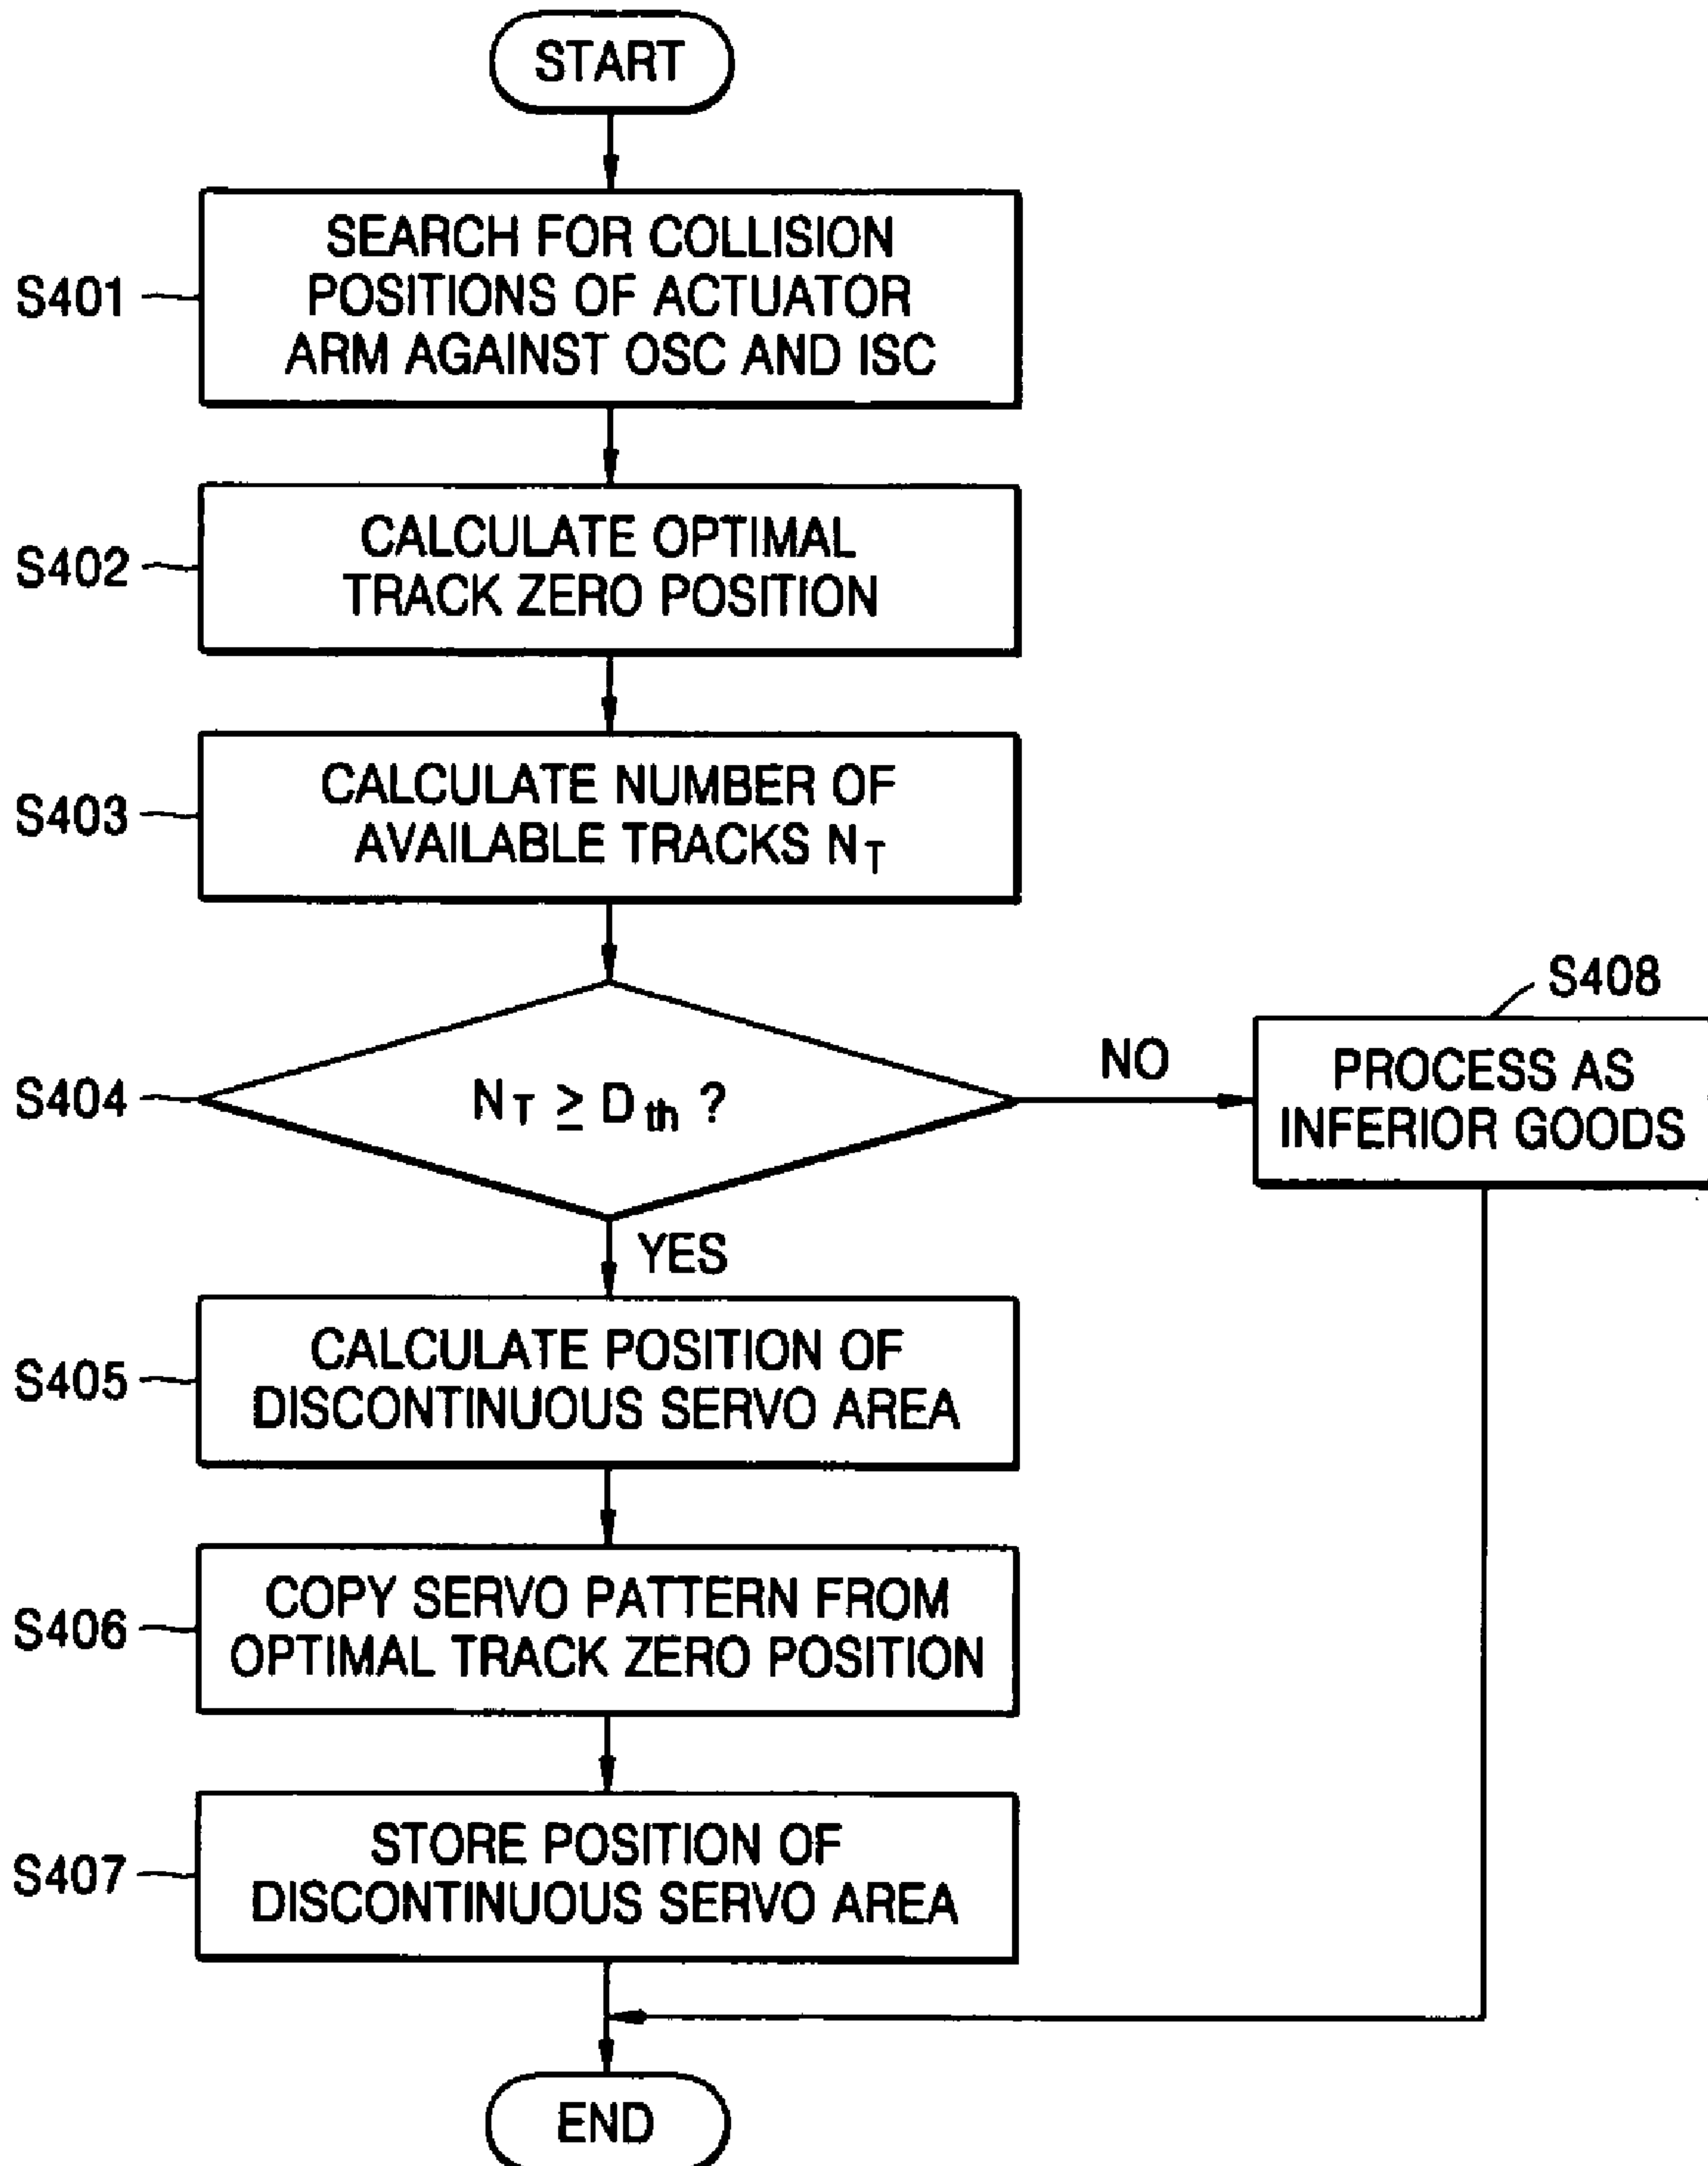 START
S401
SEARCH FOR COLLISION
POSITIONS OF ACTUATOR
ARM AGAINST OSC AND ISC
S402
CALCULATE OPTIMAL
TRACK ZERO POSITION
S403
CALCULATE NUMBER OF
AVAILABLE TRACKS N_T
S404
N_T ≥ D_th ?
NO
S408
PROCESS AS
INFERIOR GOODS
YES
S405
CALCULATE POSITION OF
DISCONTINUOUS SERVO AREA
S406
COPY SERVO PATTERN FROM
OPTIMAL TRACK ZERO POSITION
S407
STORE POSITION OF
DISCONTINUOUS SERVO AREA
END